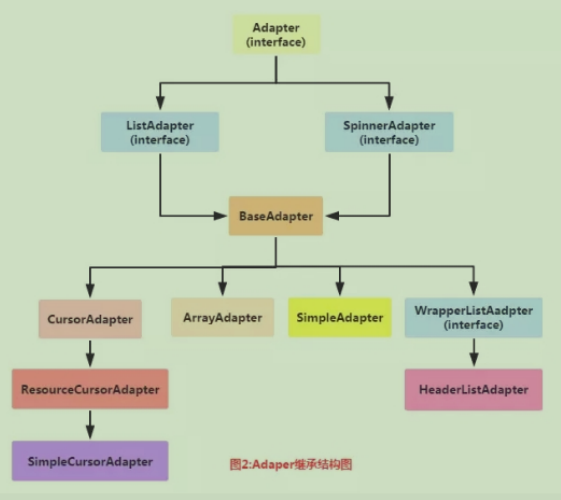 Adapter
(interface)
ListAdapter
(interface)
SpinnerAdapter
(interface)
BaseAdapter
CursorAdapter
ArrayAdapter
SimpleAdapter
WrapperListAadpter
(interface)
ResourceCursorAdapter
HeaderListAdapter
SimpleCursorAdapter
图2:Adaper继承结构图